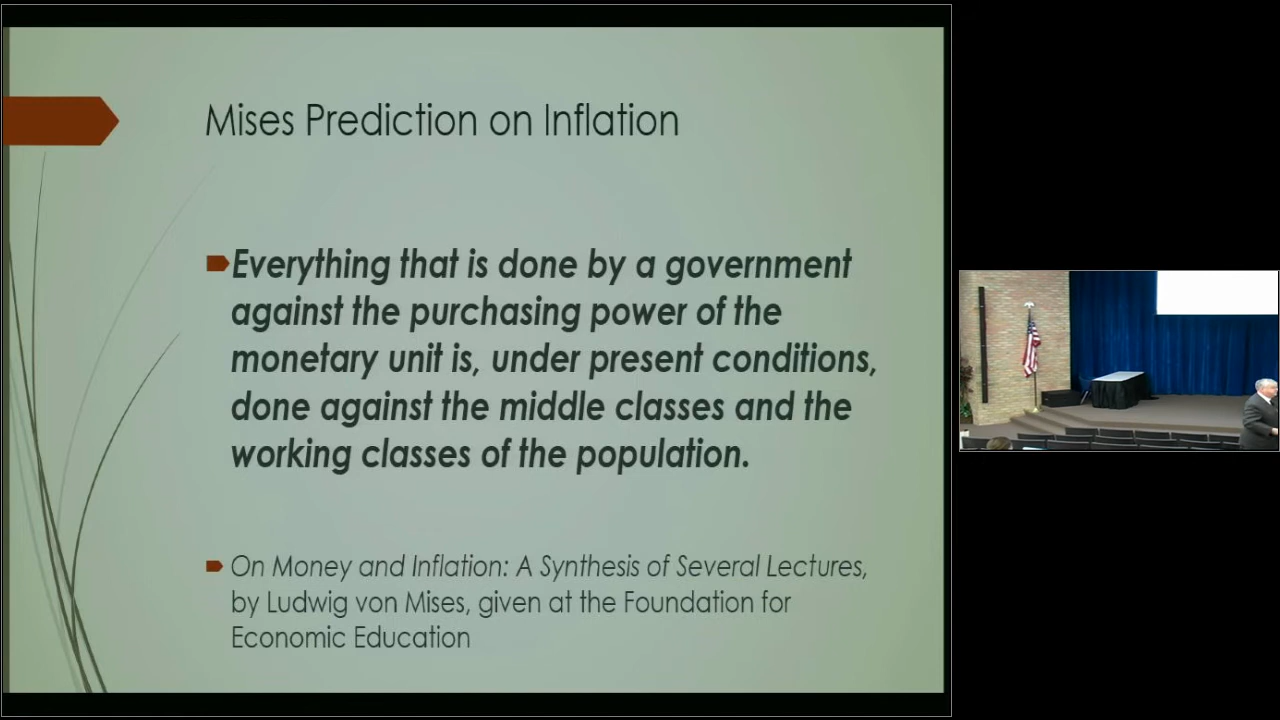 Mises Prediction on Inflation
Everything that is done by a government
against the purchasing power of the
monetary unit is, under present conditions,
done against the middle classes and the
working classes of the population.
On Money and Inflation: A Synthesis of Several Lectures,
by Ludwig von Mises, given at the Foundation for
Economic Education